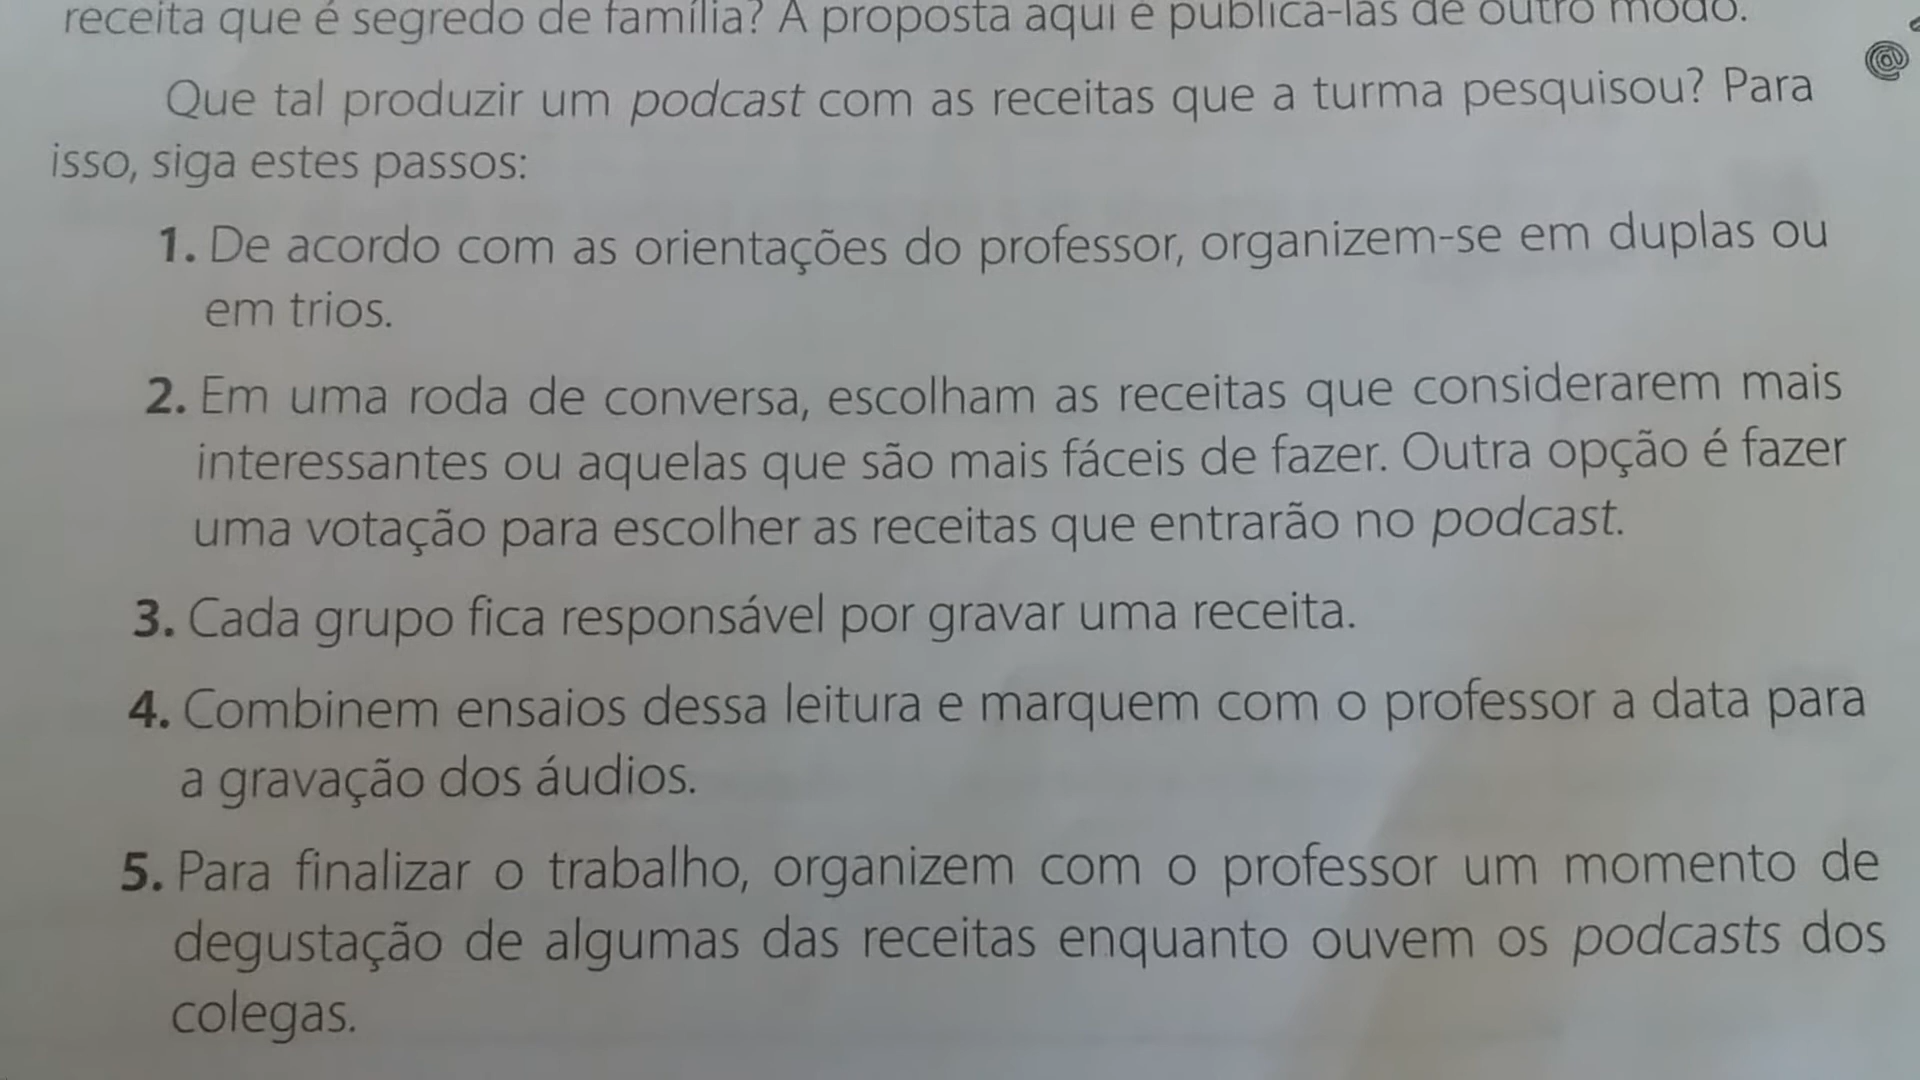 receita que é segredo de família? A proposta aqui é publicá-las de outro modo.
Que tal produzir um podcast com as receitas que a turma pesquisou? Para
isso, siga estes passos:
1. De acordo com as orientações do professor, organizem-se em duplas ou
em trios.
2. Em uma roda de conversa, escolham as receitas que considerarem mais
interessantes ou aquelas que são mais fáceis de fazer. Outra opção é fazer
uma votação para escolher as receitas que entrarão no podcast.
3. Cada grupo fica responsável por gravar uma receita.
4. Combinem ensaios dessa leitura e marquem com o professor a data para
a gravação dos áudios.
5. Para finalizar o trabalho, organizem com o professor um momento de
degustação de algumas das receitas enquanto ouvem os podcasts dos
colegas.